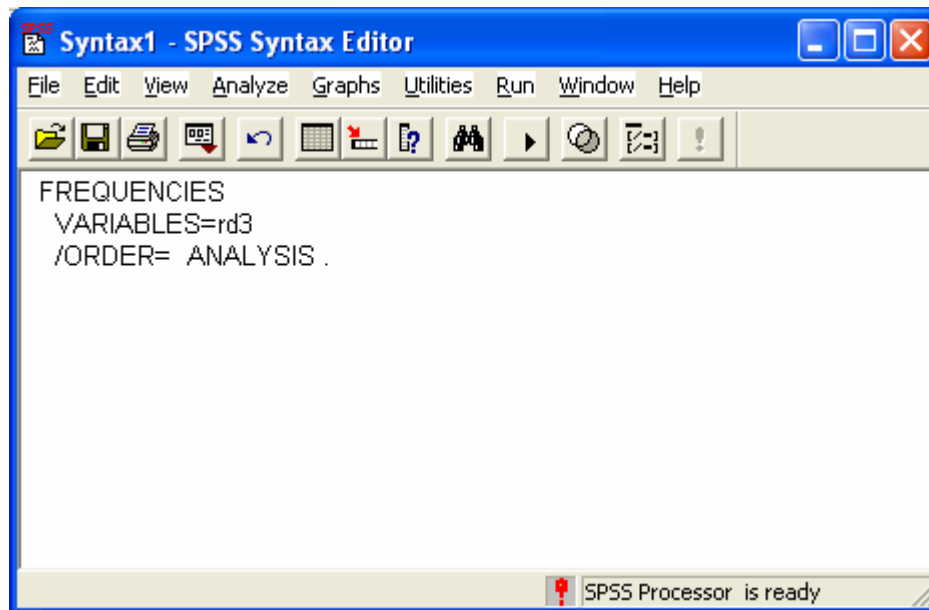 Syntax1 - SPSS Syntax Editor
File Edit View Analyze Graphs Utilities Run Window Help
FREQUENCIES
VARIABLES=rd3
/ORDER= ANALYSIS .
SPSS Processor is ready